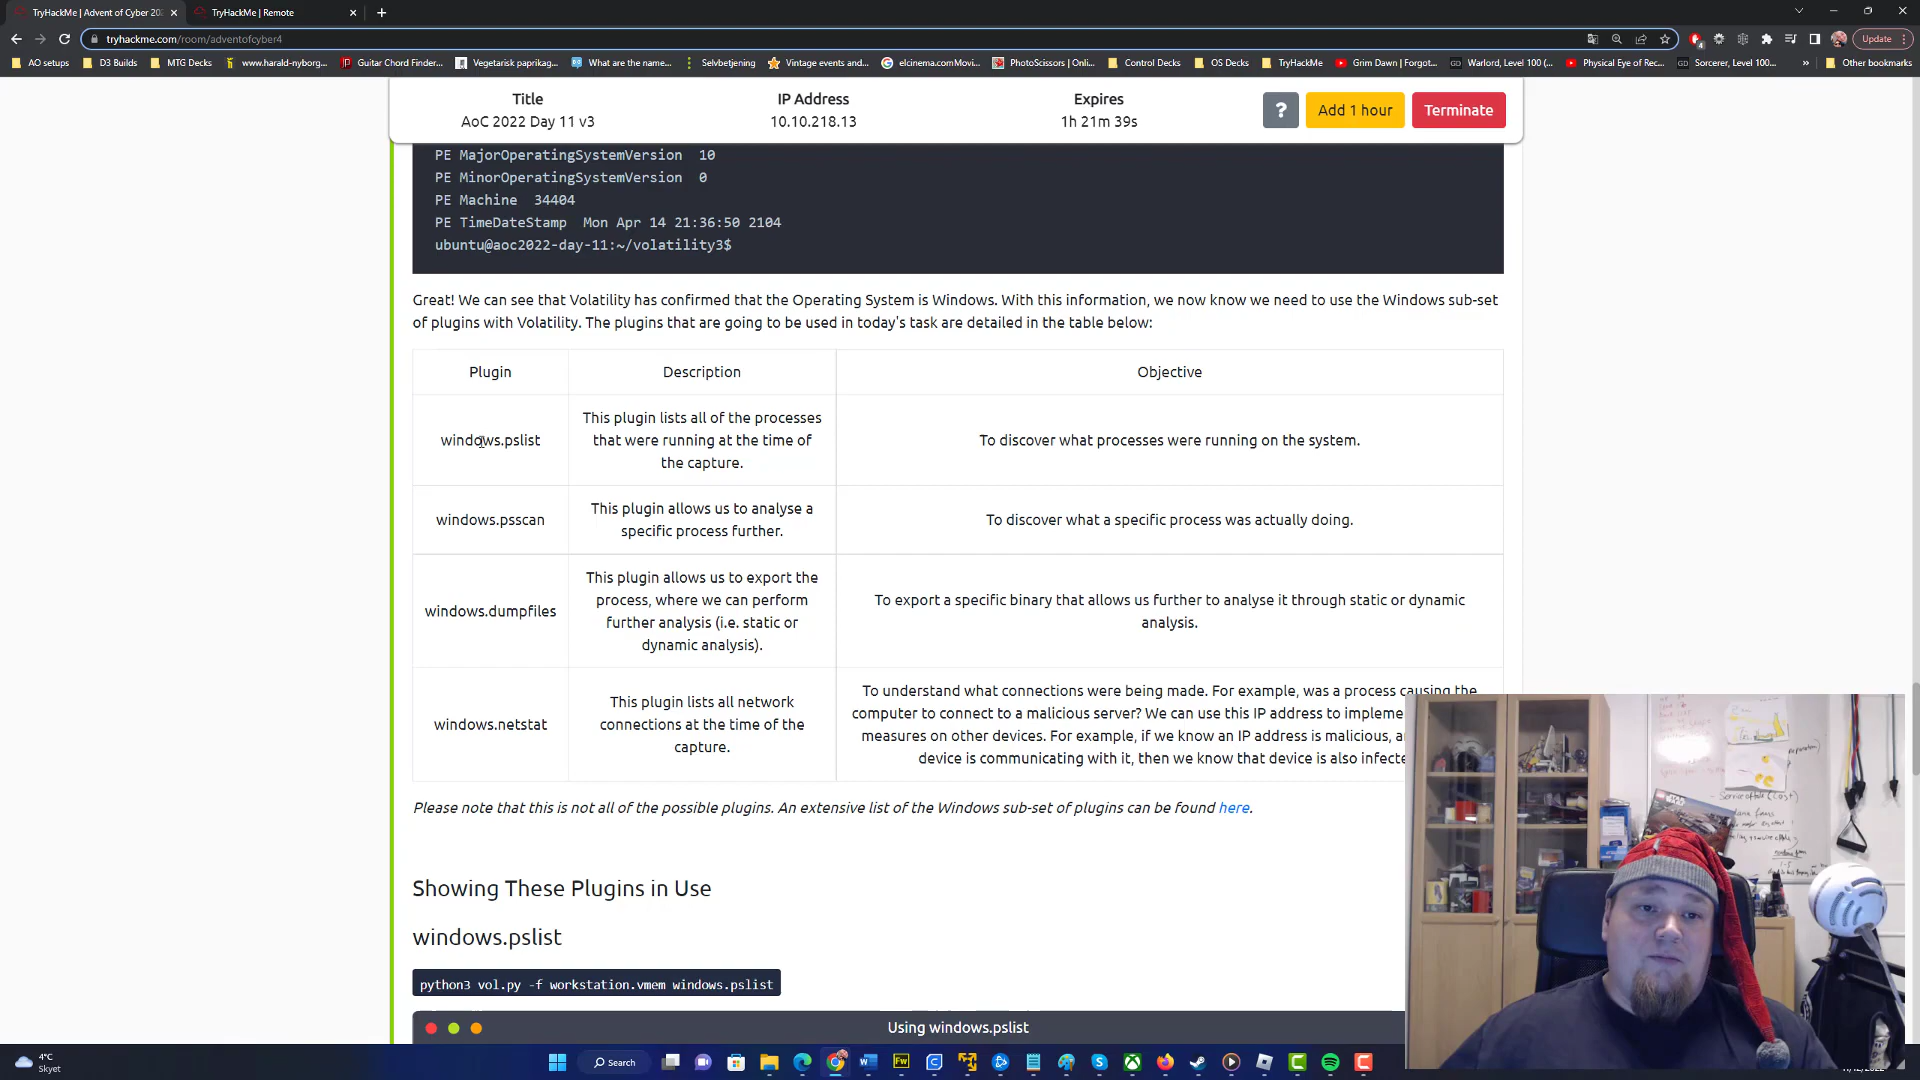 TryHackMe | Advent of Cyber 202
TryHackMe | Remote
tryhackme.com/room/adventofcyber4
Update
AO setups
D3 Builds
MTG Decks
www.harald-nyborg...
Guitar Chord Finder...
Vegetarisk paprikag...
What are the name...
Selvbetjening
Vintage events and...
elcinema.comMovi...
PhotoScissors | Onli...
Control Decks
OS Decks
TryHackMe
Grim Dawn | Forgot...
Warlord, Level 100 (...
Physical Eye of Rec...
Sorcerer, Level 100...
Other bookmarks
Title
AoC 2022 Day 11 v3
IP Address
10.10.218.13
Expires
1h 21m 39s
?
Add 1 hour
Terminate
PE MajorOperatingSystemVersion 10
PE MinorOperatingSystemVersion 0
PE Machine 34404
PE TimeDateStamp Mon Apr 14 21:36:50 2104
ubuntu@aoc2022-day-11:~/volatility3$
Great! We can see that Volatility has confirmed that the Operating System is Windows. With this information, we now know we need to use the Windows sub-set
of plugins with Volatility. The plugins that are going to be used in today's task are detailed in the table below:
Plugin
Description
Objective
windows.pslist
This plugin lists all of the processes
that were running at the time of
the capture.
To discover what processes were running on the system.
windows.psscan
This plugin allows us to analyse a
specific process further.
To discover what a specific process was actually doing.
windows.dumpfiles
This plugin allows us to export the
process, where we can perform
further analysis (i.e. static or
dynamic analysis).
To export a specific binary that allows us further to analyse it through static or dynamic
analysis.
windows.netstat
This plugin lists all network
connections at the time of the
capture.
To understand what connections were being made. For example, was a process causing the
computer to connect to a malicious server? We can use this IP address to implemen
measures on other devices. For example, if we know an IP address is malicious, a
device is communicating with it, then we know that device is also infecte
Please note that this is not all of the possible plugins. An extensive list of the Windows sub-set of plugins can be found here.
Showing These Plugins in Use
windows.pslist
python3 vol.py -f workstation.vmem windows.pslist
Using windows.pslist
4°C
Skyet
Search